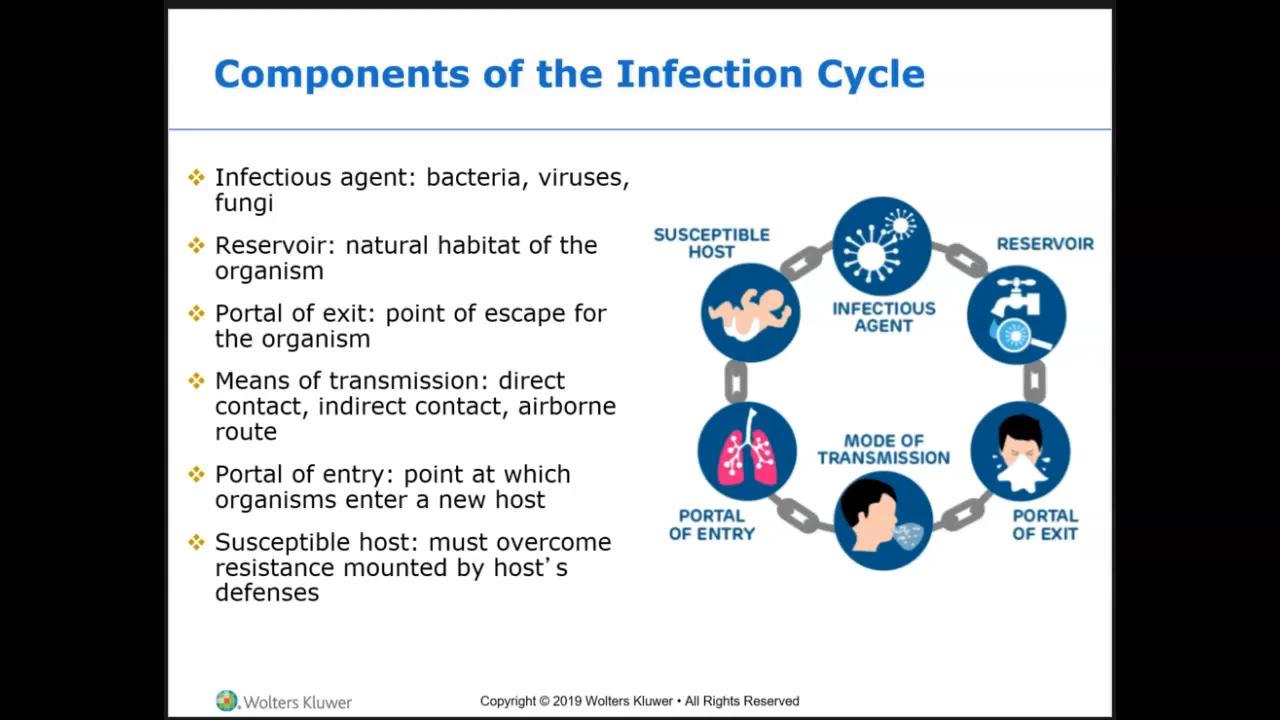 Components of the Infection Cycle
Infectious agent: bacteria, viruses,
fungi
Reservoir: natural habitat of the
organism
Portal of exit: point of escape for
the organism
Means of transmission: direct
contact, indirect contact, airborne
route
Portal of entry: point at which
organisms enter a new host
Susceptible host: must overcome
resistance mounted by host's
defenses
SUSCEPTIBLE
HOST
INFECTIOUS
AGENT
RESERVOIR
PORTAL
OF ENTRY
MODE OF
TRANSMISSION
PORTAL
OF EXIT
Wolters Kluwer
Copyright © 2019 Wolters Kluwer • All Rights Reserved